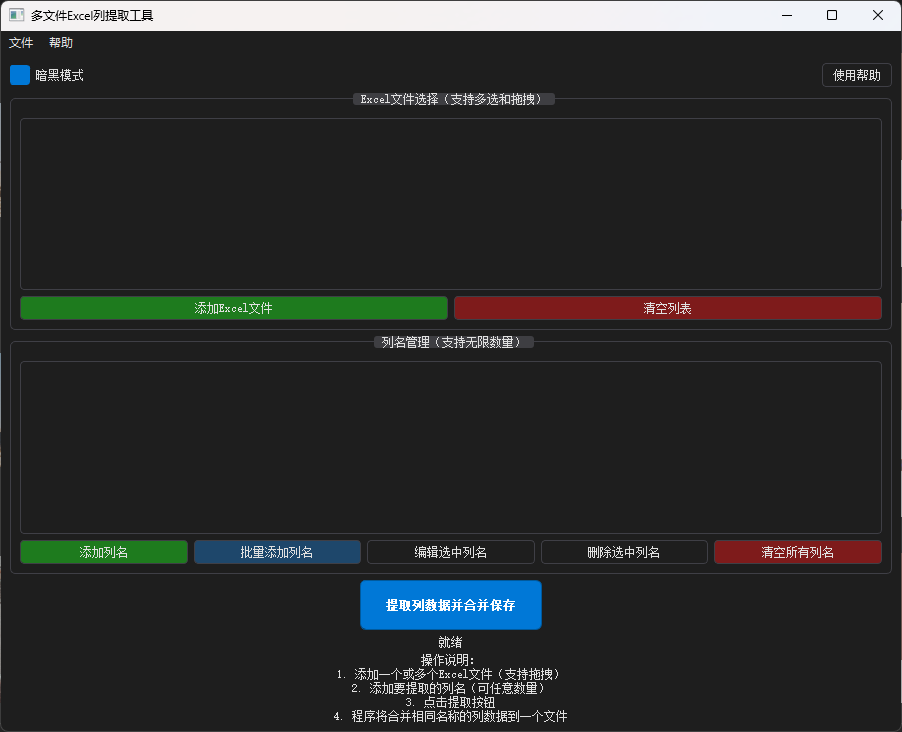 多文件Excel列提取工具
文件 帮助
暗黑模式 使用帮助
Excel文件选择（支持多选和拖拽）
添加Excel文件 清空列表
列名管理（支持无限数量）
添加列名 批量添加列名 编辑选中列名 删除选中列名 清空所有列名
提取列数据并合并保存
就绪
操作说明：
1. 添加一个或多个Excel文件（支持拖拽）
2. 添加要提取的列名（可任意数量）
3. 点击提取按钮
4. 程序将合并相同名称的列数据到一个文件